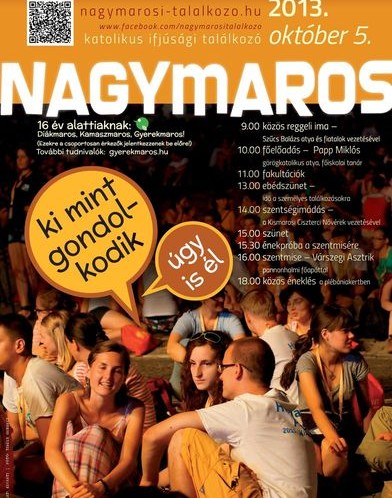 nagymarosi-talalkozo.hu
www.facebook.com/nagymarositalalkozo
katolikus ifjúsági találkozó
2013.
október 5.
NAGYMAROS
16 év alattiaknak:
Diákmaros, Kamaszmaros, Gyerekmaros!
(Ezekre a csoportosan érkezők jelentkezzenek be előre!)
További tudnivalók: gyerekmaros.hu
9.00 közös reggeli ima –
Szűcs Balázs atya és fiatalok vezetésével
10.00 főelőadás – Papp Miklós
görögkatolikus atya, főiskolai tanár
11.00 fakultációk
13.00 ebédszünet –
idő a személyes találkozásokra
14.00 szentségimádás –
a Kismarosi Ciszterci Nővérek vezetésével
15.00 szünet
15.30 énekpróba a szentmisére
16.00 szentmise – Várszegi Asztrik
pannonhalmi főapáttal
18.00 közös éneklés a plébániakertben
ki mint
gondol-
kodik
úgy
is él